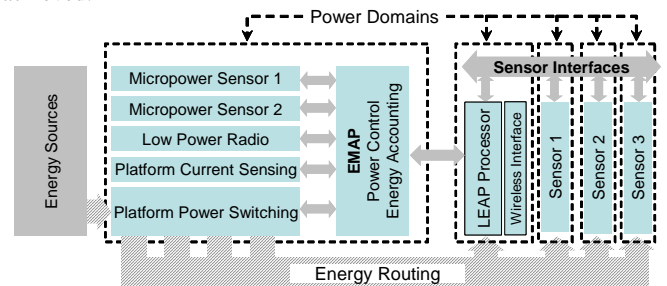 Power Domains
Sensor Interfaces
Energy Sources
Micropower Sensor 1
Micropower Sensor 2
Low Power Radio
Platform Current Sensing
Platform Power Switching
EMAP
Power Control
Energy Accounting
LEAP Processor
Wireless Interface
Sensor 1
Sensor 2
Sensor 3
Energy Routing